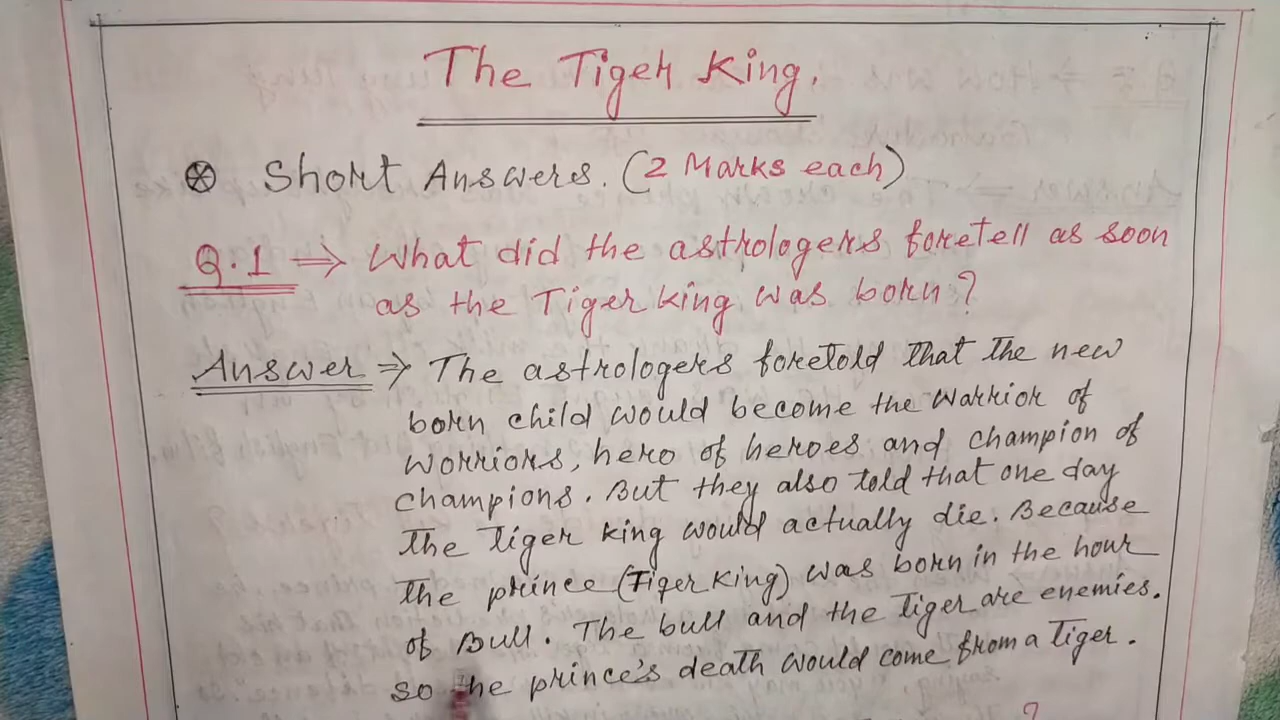 The Tiger King.
⊛ Short Answers. (2 Marks each)
Q.1 ⇒ What did the astrologers foretell as soon
as the Tiger king was born?
Answer ⇒ The astrologers foretold that the new
born child would become the warrior of
worriors, hero of heroes and champion of
champions. But they also told that one day
the tiger king would actually die. Because
the prince (Tiger King) was born in the hour
of Bull. The bull and the tiger are enemies.
so the prince's death would come from a tiger.
?